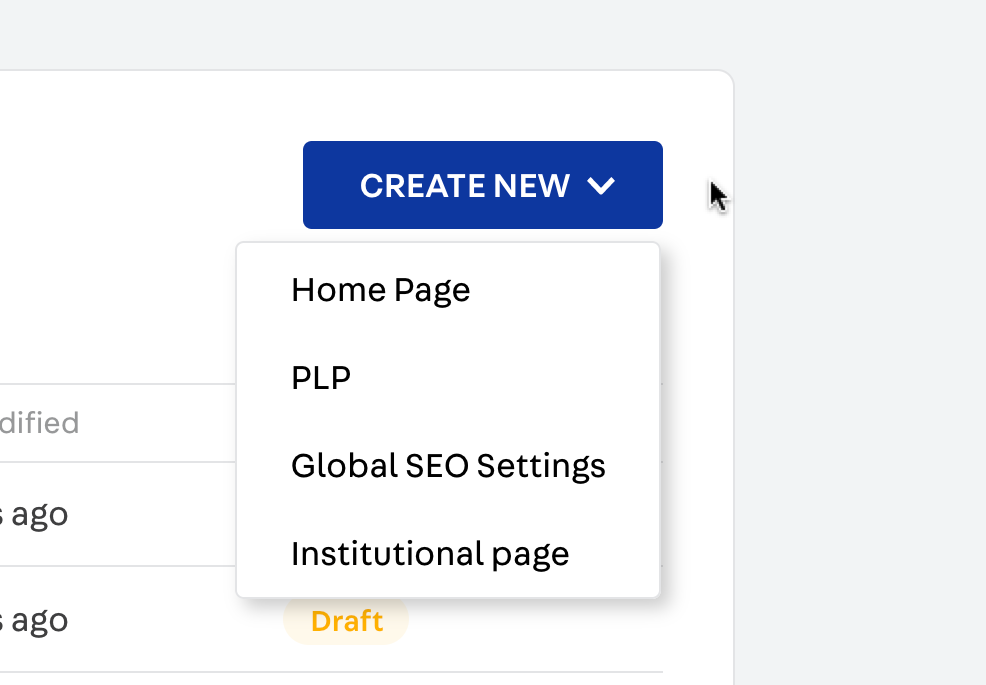 CREATE NEW
Home Page
PLP
dified
Global SEO Settings
s ago
Institutional page
s ago
Draft